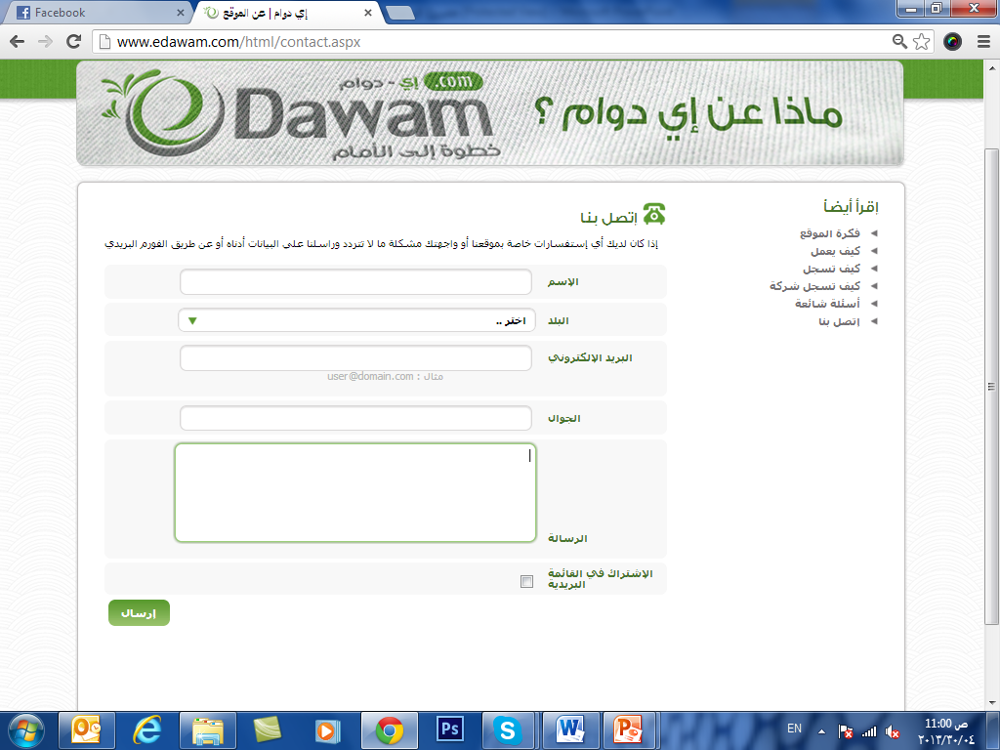 Facebook
إي دوام | عن الموقع
www.edawam.com/html/contact.aspx
إي - دوام .com
Dawam
خطوة إلى الأمام
ماذا عن إي دوام ؟
إقرأ أيضاً
فكرة الموقع
كيف يعمل
كيف تسجل
كيف تسجل شركة
أسئلة شائعة
إتصل بنا
إتصل بنا
إذا كان لديك أي إستفسارات خاصة بموقعنا أو واجهتك مشكلة ما لا تتردد وراسلنا على البيانات أدناه أو عن طريق الفورم البريدي
الإسم
البلد
اختر ..
البريد الإلكتروني
مثال : user@domain.com
الجوال
الرسالة
الإشتراك في القائمة
البريدية
إرسال
Ps
EN
11:00 ص
٢٠١٣/٣٠/٠٤